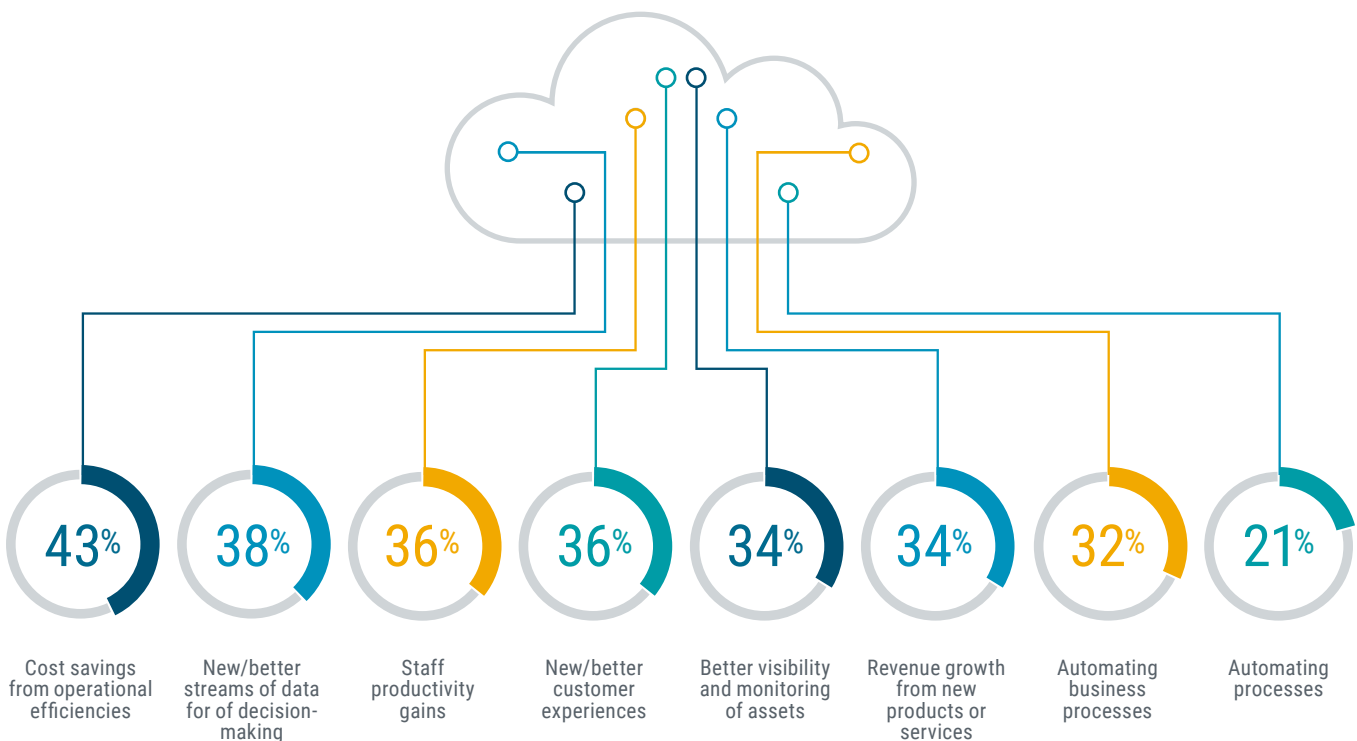 43%
38%
36%
36%
34%
34%
32%
21%
Cost savings
from operational
efficiencies
New/better
streams of data
for of decision-
making
Staff
productivity
gains
New/better
customer
experiences
Better visibility
and monitoring
of assets
Revenue growth
from new
products or
services
Automating
business
processes
Automating
processes